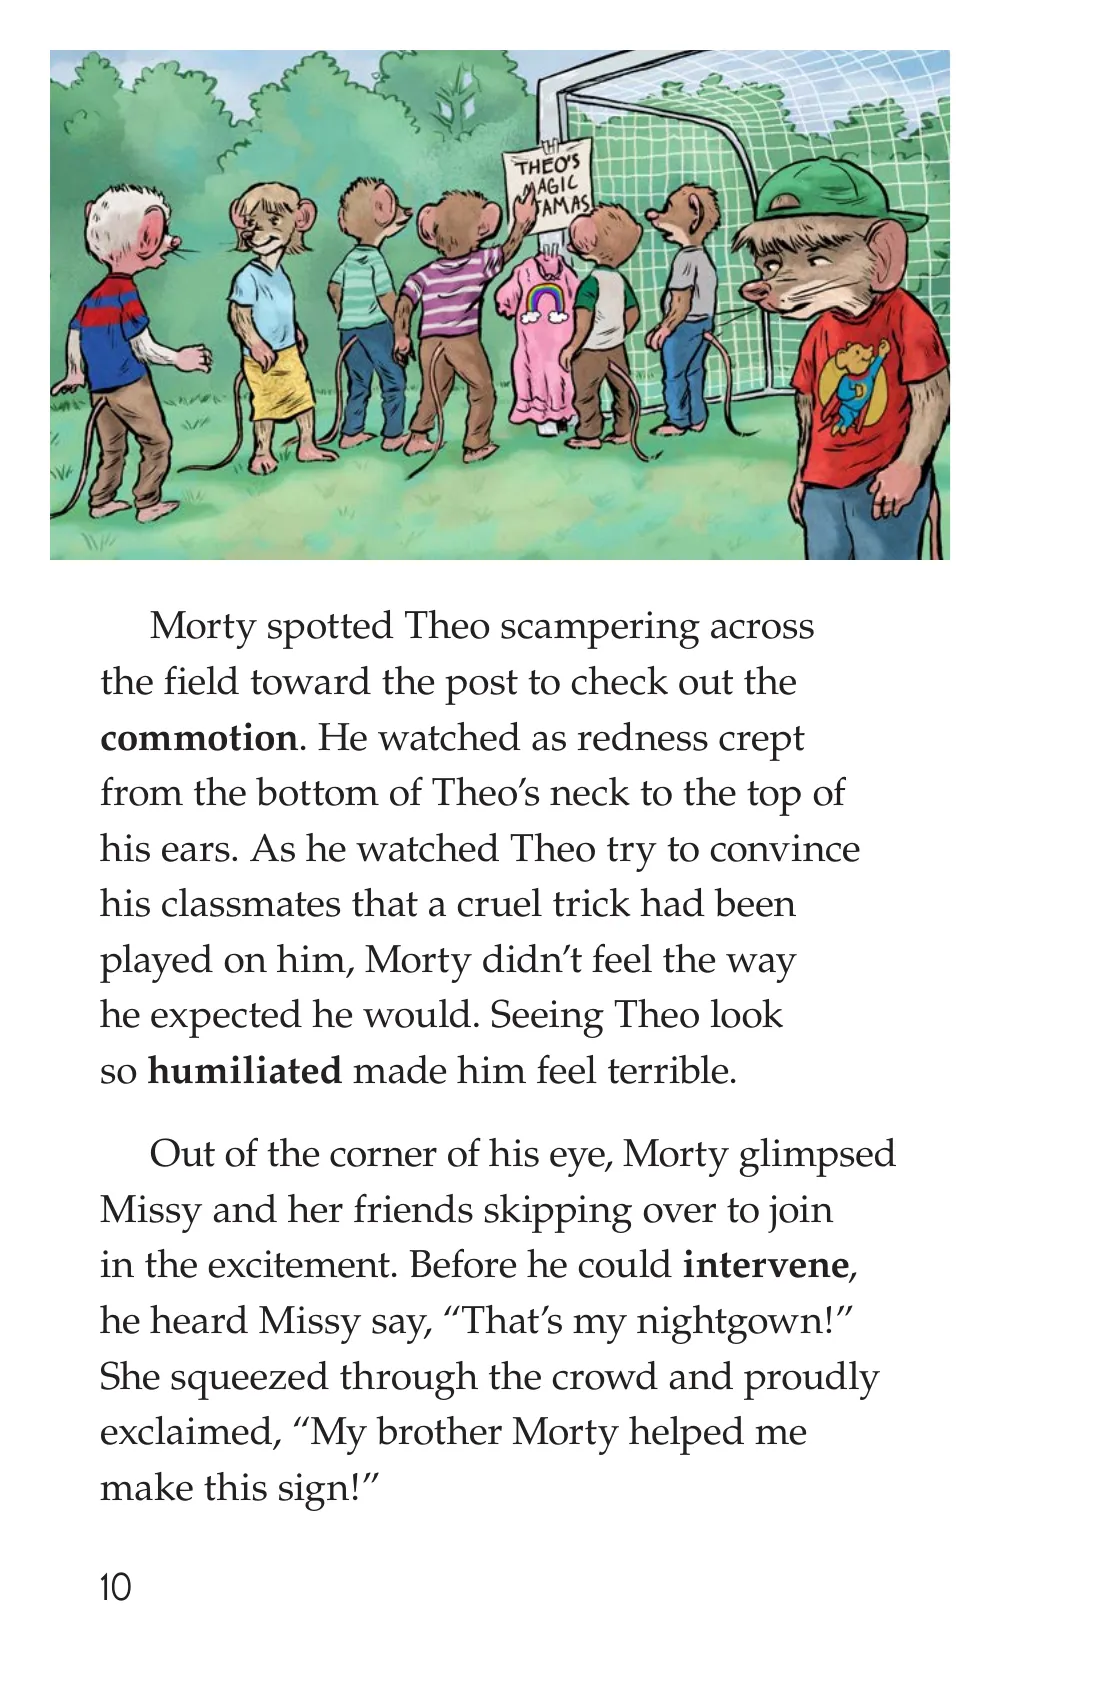 THEO'S
MAGIC
JAMAS
Morty spotted Theo scampering across
the field toward the post to check out the
commotion. He watched as redness crept
from the bottom of Theo’s neck to the top of
his ears. As he watched Theo try to convince
his classmates that a cruel trick had been
played on him, Morty didn’t feel the way
he expected he would. Seeing Theo look
so humiliated made him feel terrible.
Out of the corner of his eye, Morty glimpsed
Missy and her friends skipping over to join
in the excitement. Before he could intervene,
he heard Missy say, “That’s my nightgown!”
She squeezed through the crowd and proudly
exclaimed, “My brother Morty helped me
make this sign!”
10